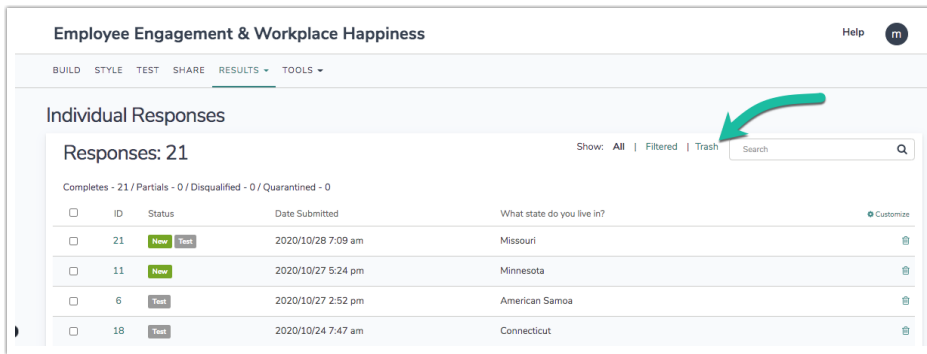 Employee Engagement & Workplace Happiness
Help
m
BUILD STYLE TEST SHARE RESULTS TOOLS
Individual Responses
Responses: 21
Show: All | Filtered | Trash
Search
Completes - 21 / Partials - 0 / Disqualified - 0 / Quarantined - 0
ID Status Date Submitted What state do you live in? Customize
21 New Test 2020/10/28 7:09 am Missouri
11 New 2020/10/27 5:24 pm Minnesota
6 Test 2020/10/27 2:52 pm American Samoa
18 Test 2020/10/24 7:47 am Connecticut